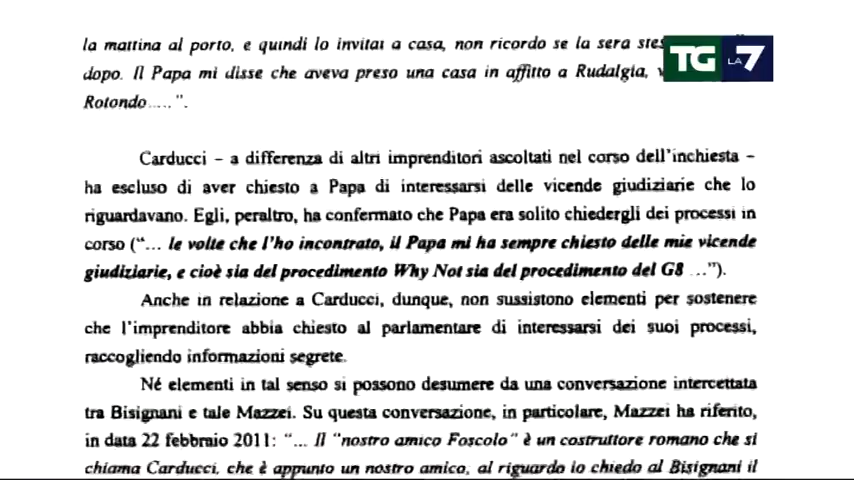 la mattina al porto, e quindi lo invitai a casa, non ricordo se la sera
TG LA 7
dopo. Il Papa mi disse che aveva preso una casa in affitto a Rudalgia,
Rotondo.....".
Carducci – a differenza di altri imprenditori ascoltati nel corso dell'inchiesta –
ha escluso di aver chiesto a Papa di interessarsi delle vicende giudiziarie che lo
riguardavano. Egli, peraltro, ha confermato che Papa era solito chiedergli dei processi in
corso ("... le volte che l'ho incontrato, il Papa mi ha sempre chiesto delle mie vicende
giudiziarie, e cioè sia del procedimento Why Not sia del procedimento del G8 ...").
Anche in relazione a Carducci, dunque, non sussistono elementi per sostenere
che l'imprenditore abbia chiesto al parlamentare di interessarsi dei suoi processi,
raccogliendo informazioni segrete.
Né elementi in tal senso si possono desumere da una conversazione intercettata
tra Bisignani e tale Mazzei. Su questa conversazione, in particolare, Mazzei ha riferito,
in data 22 febbraio 2011: "... Il "nostro amico Foscolo" è un costruttore romano che si
chiama Carducci, che è appunto un nostro amico, al riguardo io chiedo al Bisignani il